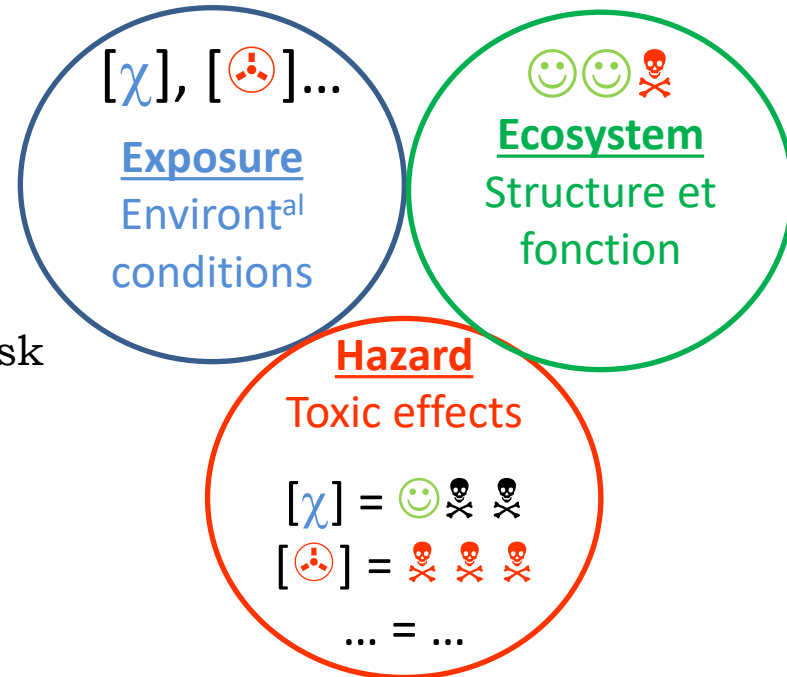 [χ], [☢]...
Exposure
Environtal
conditions
☺☺☠
Ecosystem
Structure et
fonction
sk
Hazard
Toxic effects
[χ] = ☺☠ ☠
[☢] = ☠ ☠ ☠
... = ...